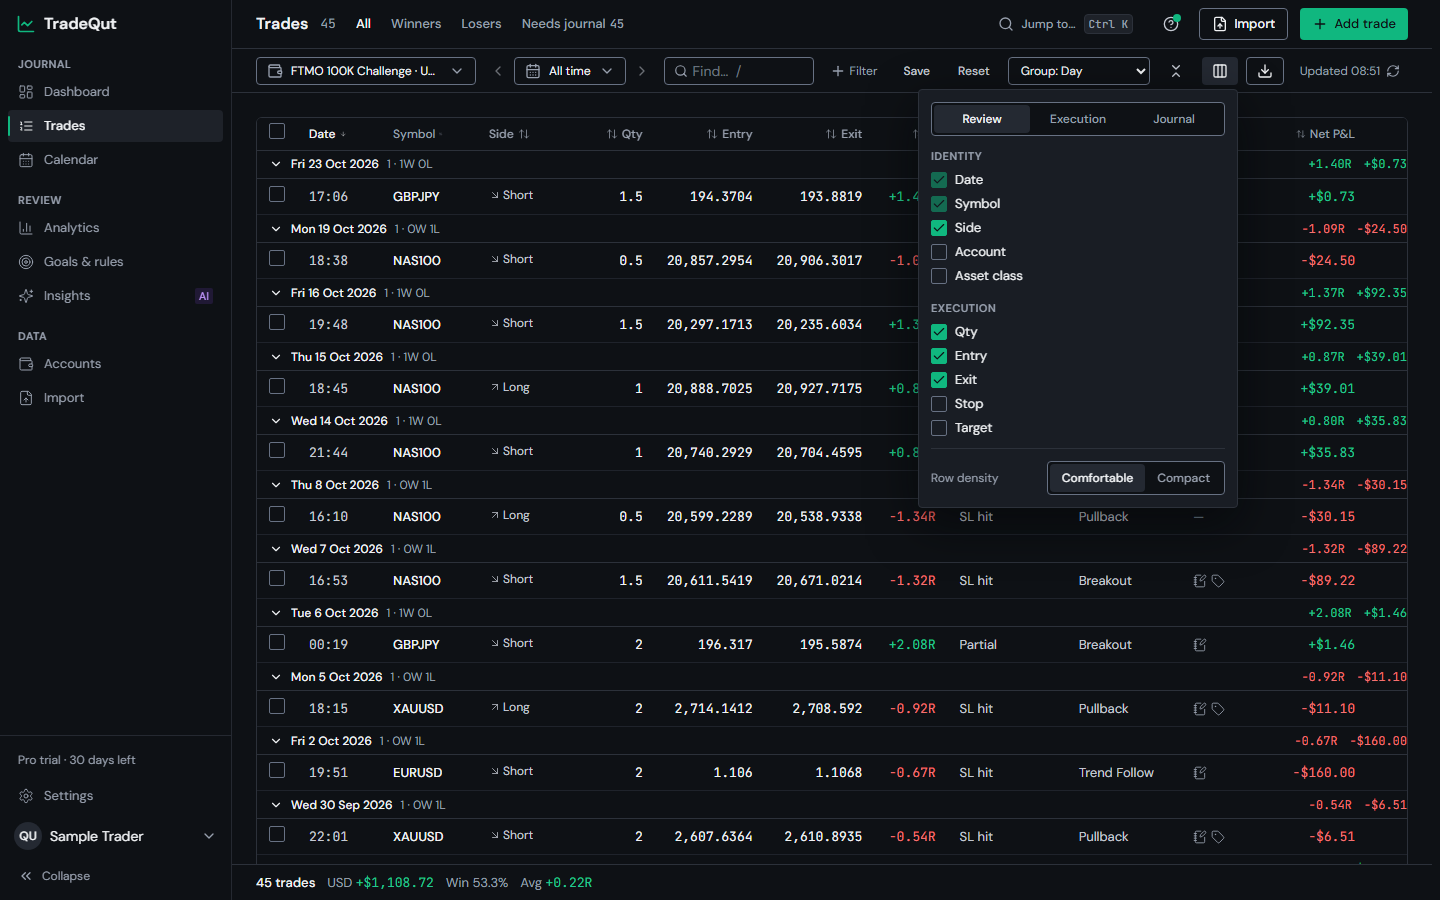 TradeQut
JOURNAL
Dashboard
Trades
Calendar
REVIEW
Analytics
Goals & rules
Insights AI
DATA
Accounts
Import
Pro trial · 30 days left
Settings
QU Sample Trader
Collapse
Trades 45 All Winners Losers Needs journal 45 Jump to... Ctrl K Import Add trade
FTMO 100K Challenge · U... All time Find... / Filter Save Reset Group: Day Updated 08:51
Date Symbol Side Qty Entry Exit Net P&L
Fri 23 Oct 2026 1 · 1W 0L +1.40R +$0.73
17:06 GBPJPY Short 1.5 194.3704 193.8819 +1.4 +$0.73
Mon 19 Oct 2026 1 · 0W 1L -1.09R -$24.50
18:38 NAS100 Short 0.5 20,857.2954 20,906.3017 -1.0 -$24.50
Fri 16 Oct 2026 1 · 1W 0L +1.37R +$92.35
19:48 NAS100 Short 1.5 20,297.1713 20,235.6034 +1.3 +$92.35
Thu 15 Oct 2026 1 · 1W 0L +0.87R +$39.01
18:45 NAS100 Long 1 20,888.7025 20,927.7175 +0.8 +$39.01
Wed 14 Oct 2026 1 · 1W 0L +0.80R +$35.83
21:44 NAS100 Short 1 20,740.2929 20,704.4595 +0.8 +$35.83
Thu 8 Oct 2026 1 · 0W 1L -1.34R -$30.15
16:10 NAS100 Long 0.5 20,599.2289 20,538.9338 -1.34R SL hit Pullback — -$30.15
Wed 7 Oct 2026 1 · 0W 1L -1.32R -$89.22
16:53 NAS100 Short 1.5 20,611.5419 20,671.0214 -1.32R SL hit Breakout -$89.22
Tue 6 Oct 2026 1 · 1W 0L +2.08R +$1.46
00:19 GBPJPY Short 2 196.317 195.5874 +2.08R Partial Breakout +$1.46
Mon 5 Oct 2026 1 · 0W 1L -0.92R -$11.10
18:15 XAUUSD Long 2 2,714.1412 2,708.592 -0.92R SL hit Pullback -$11.10
Fri 2 Oct 2026 1 · 0W 1L -0.67R -$160.00
19:51 EURUSD Short 2 1.106 1.1068 -0.67R SL hit Trend Follow -$160.00
Wed 30 Sep 2026 1 · 0W 1L -0.54R -$6.51
22:01 XAUUSD Short 2 2,607.6364 2,610.8935 -0.54R SL hit Pullback -$6.51
45 trades USD +$1,108.72 Win 53.3% Avg +0.22R
Review Execution Journal
IDENTITY
Date
Symbol
Side
Account
Asset class
EXECUTION
Qty
Entry
Exit
Stop
Target
Row density Comfortable Compact